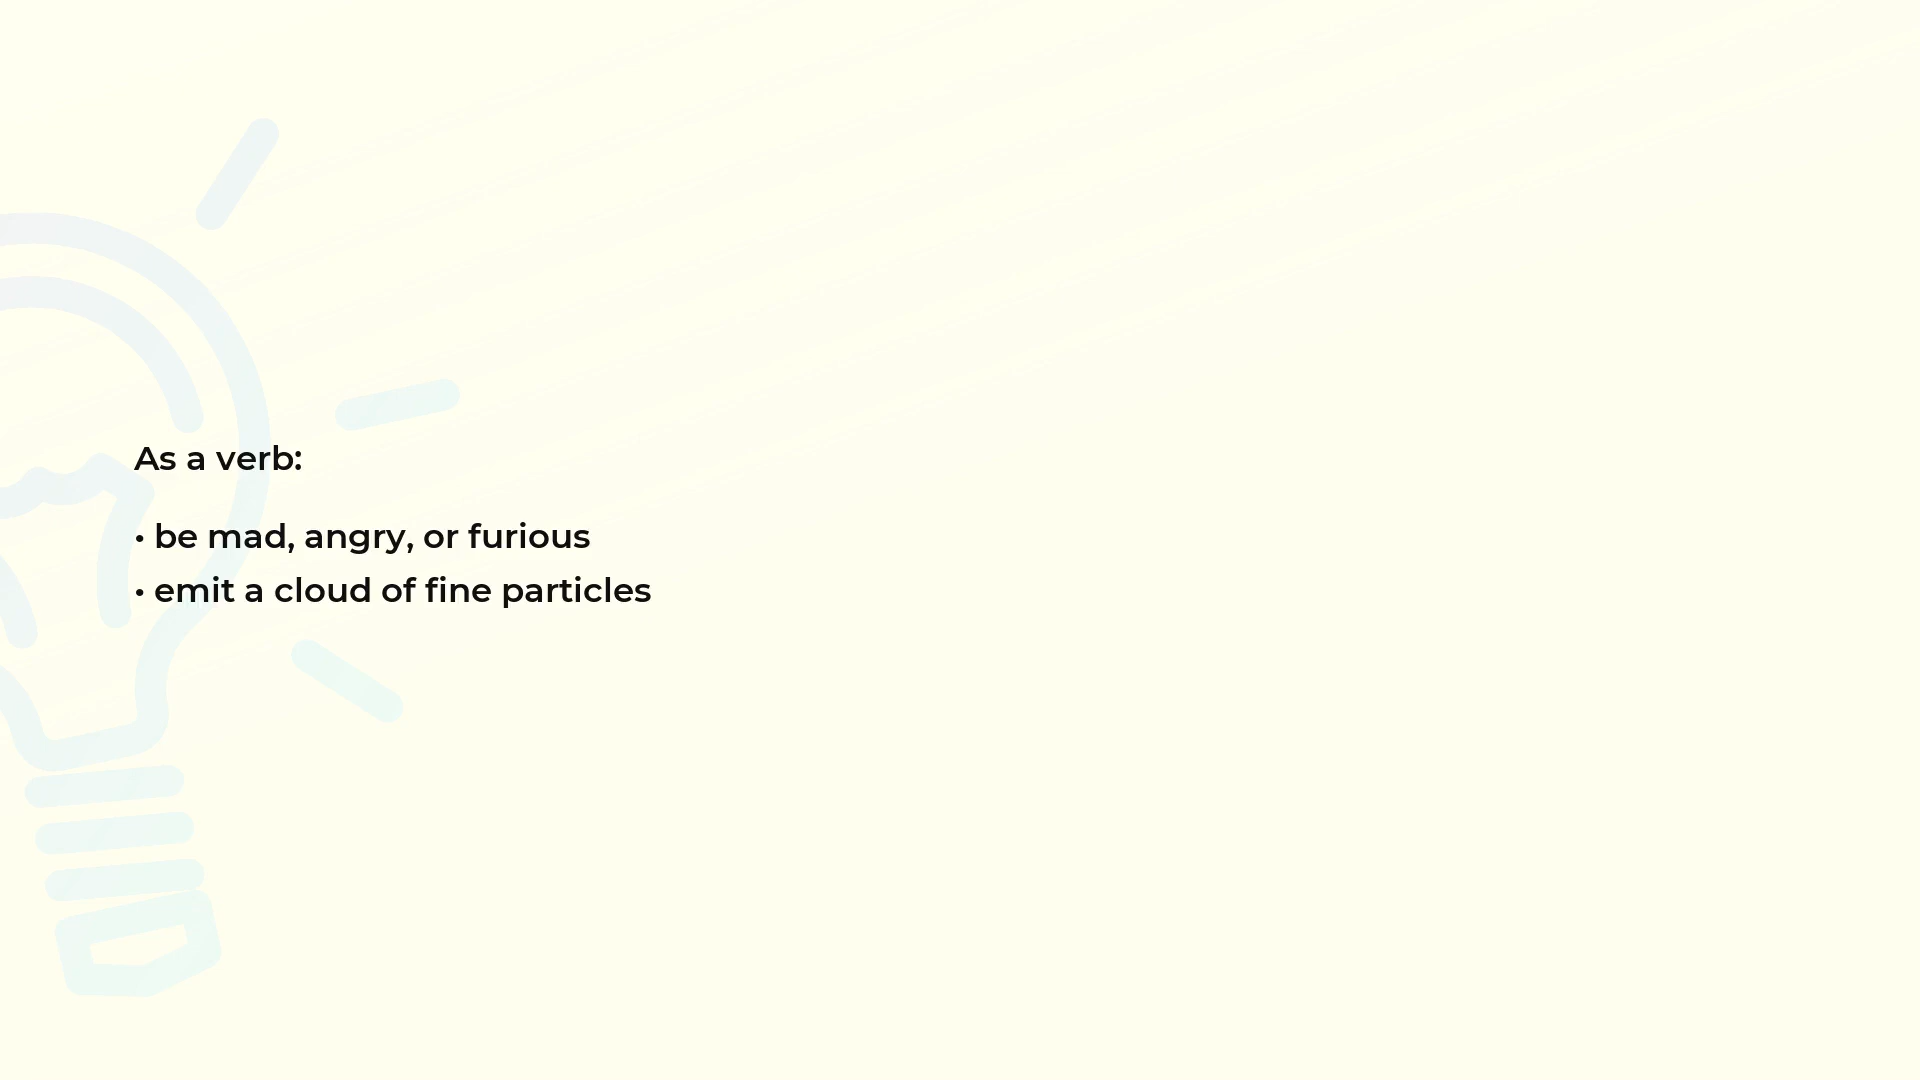 As a verb:
• be mad, angry, or furious
• emit a cloud of fine particles